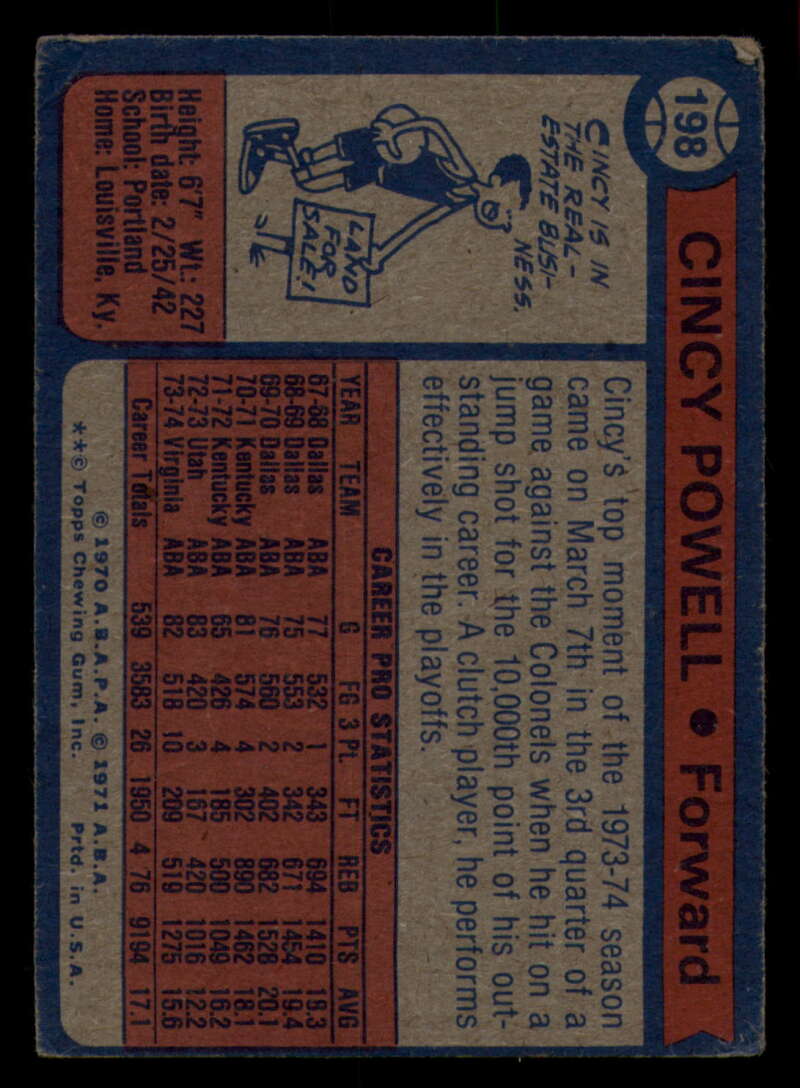 198
CINCY POWELL • Forward
CINCY IS IN
THE REAL-
ESTATE BUSI-
NESS.
LAND
FOR
SALE!
Height: 6'7" Wt.: 227
Birth date: 2/25/42
School: Portland
Home: Louisville, Ky.
Cincy's top moment of the 1973-74 season
came on March 7th in the 3rd quarter of a
game against the Colonels when he hit on a
jump shot for the 10,000th point of his out-
standing career. A clutch player, he performs
effectively in the playoffs.
CAREER PRO STATISTICS
YEAR TEAM G FG 3 Pt. FT REB PTS AVG
67-68 Dallas ABA 77 532 1 343 694 1410 18.3
68-69 Dallas ABA 75 553 2 342 671 1454 19.4
69-70 Dallas ABA 76 560 2 402 682 1528 20.1
70-71 Kentucky ABA 81 574 4 302 890 1462 18.1
71-72 Kentucky ABA 65 426 4 185 500 1049 16.2
72-73 Utah ABA 83 420 3 167 420 1016 12.2
73-74 Virginia ABA 82 518 10 209 519 1275 15.6
Career Totals 539 3583 26 1950 4 76 9194 17.1
© 1970 A.B.A.P.A. © 1971 A.B.A.
**© Topps Chewing Gum, Inc. Prtd. in U.S.A.